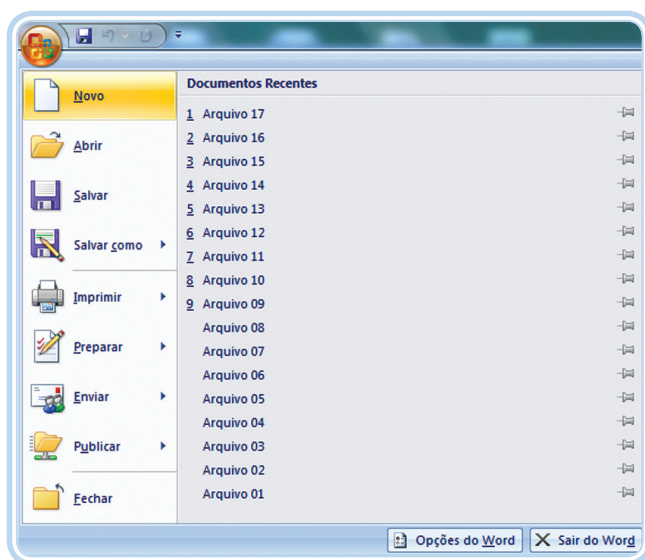 Novo
Abrir
Salvar
Salvar como
Imprimir
Preparar
Enviar
Publicar
Fechar
Documentos Recentes
1 Arquivo 17
2 Arquivo 16
3 Arquivo 15
4 Arquivo 14
5 Arquivo 13
6 Arquivo 12
7 Arquivo 11
8 Arquivo 10
9 Arquivo 09
Arquivo 08
Arquivo 07
Arquivo 06
Arquivo 05
Arquivo 04
Arquivo 03
Arquivo 02
Arquivo 01
Opções do Word
Sair do Word